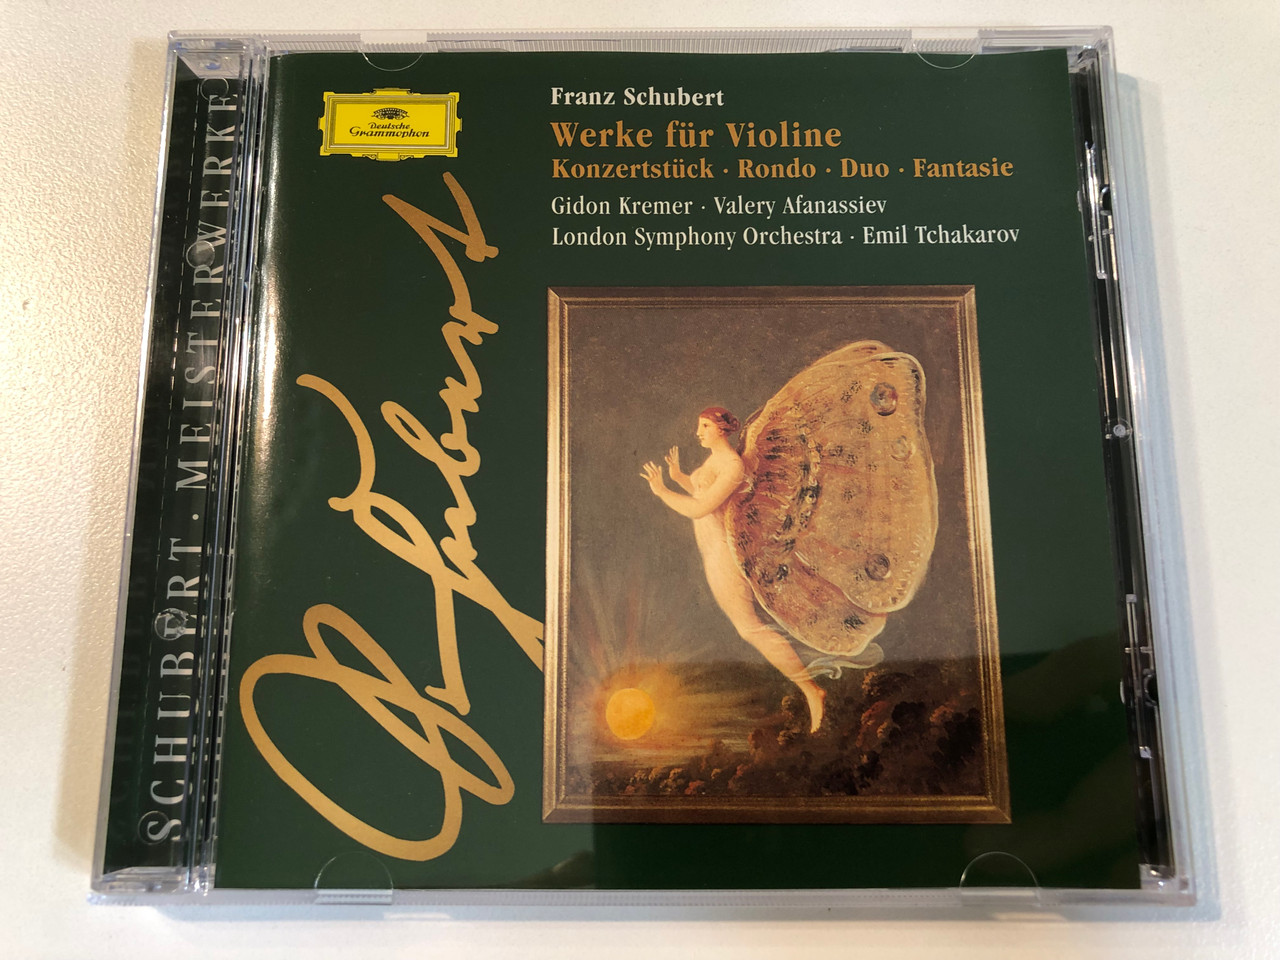 Deutsche
Grammophon
Franz Schubert
Werke für Violine
Konzertstück · Rondo · Duo · Fantasie
Gidon Kremer · Valery Afanassiev
London Symphony Orchestra · Emil Tchakarov
Schubert
SCHUBERT · MEISTERWERKE